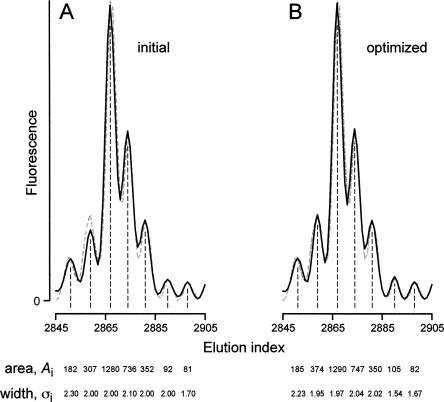 A
B
initial
optimized
Fluorescence
0
2845 2865 2885 2905 2845 2865 2885 2905
Elution index
area, Ai 182 307 1280 736 352 92 81 185 374 1290 747 350 105 82
width, σi 2.30 2.00 2.00 2.10 2.00 2.00 1.70 2.23 1.95 1.97 2.04 2.02 1.54 1.67